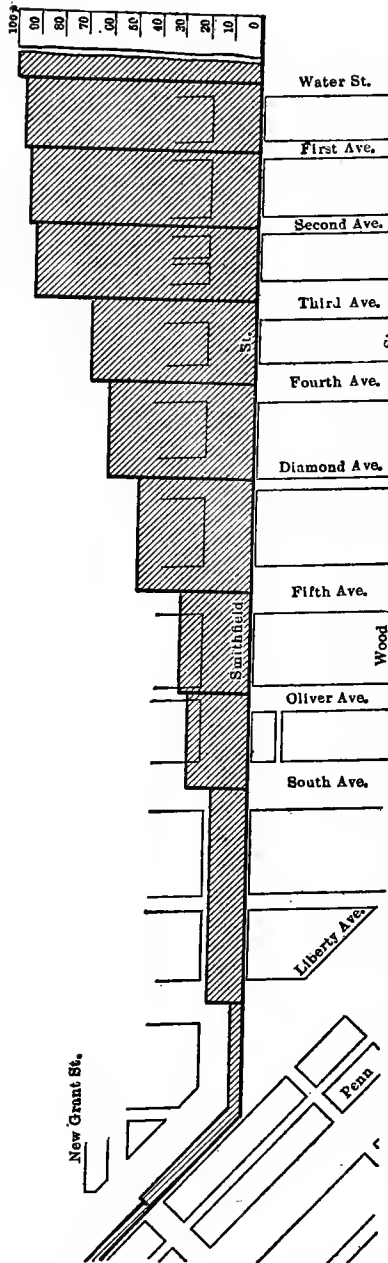 100%
90
80
70
60
50
40
30
20
10
0
Water St.
First Ave.
Second Ave.
Third Ave.
Fourth Ave.
Diamond Ave.
Fifth Ave.
Oliver Ave.
South Ave.
Liberty Ave.
Penn
New Grant St.
Smithfield St.
Wood